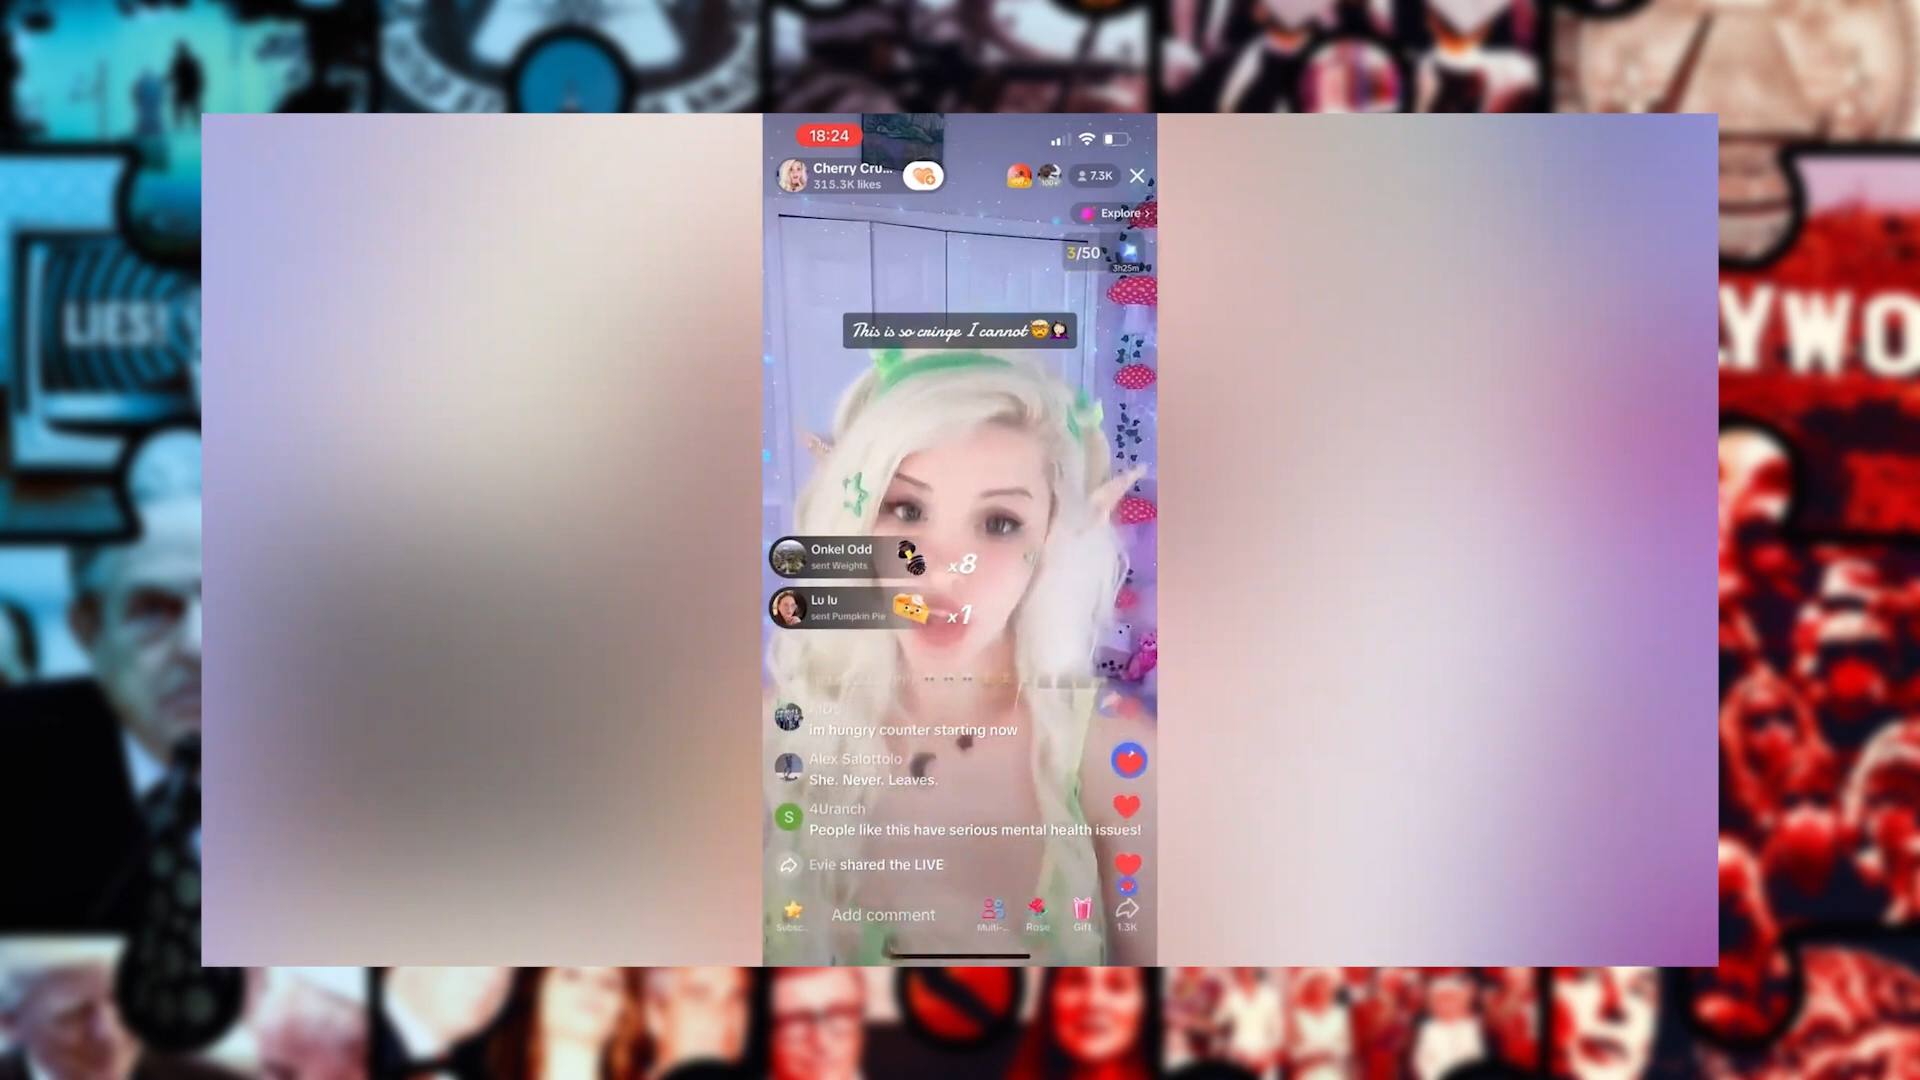 18:24
Cherry Cru...
315.3K likes
7.3K
Explore >
3/50
3h25m
LIES!
YWO
This is so cringe I cannot
Onkel Odd
sent Weights
x8
Lu lu
sent Pumpkin Pie
x1
im hungry counter starting now
Alex Salottolo
She. Never. Leaves.
S
4Uranch
People like this have serious mental health issues!
Evie shared the LIVE
Add comment
Subsc...
Multi-...
Rose
Gift
1.3K